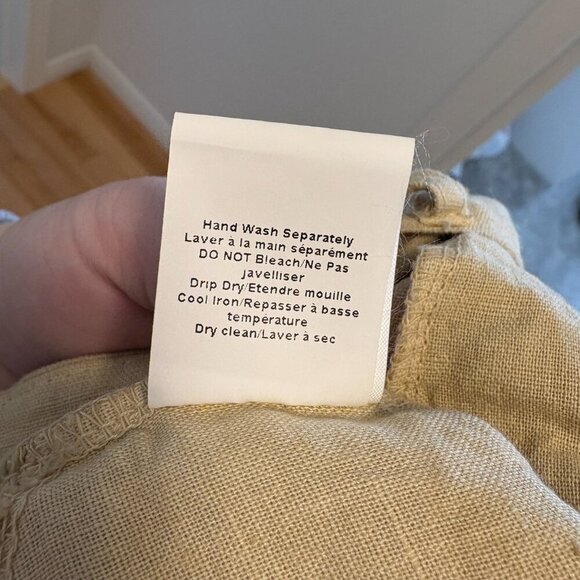 Hand Wash Separately
Laver à la main séparément
DO NOT Bleach/Ne Pas
javelliser
Drip Dry/Etendre mouille
Cool Iron/Repasser à basse
température
Dry clean/Laver à sec